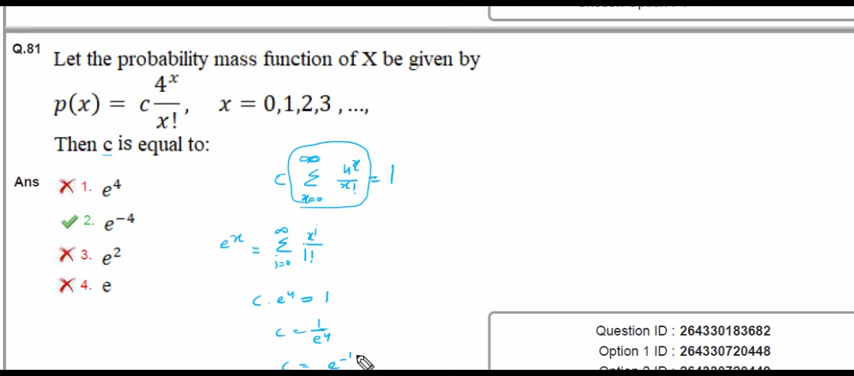 Q.81 Let the probability mass function of X be given by
p(x) = c 4^x / x!, x = 0,1,2,3 , ...,
Then c is equal to:
c ∞ Σ x=0 4^x / x! = 1
Ans ✗ 1. e^4
✓ 2. e^-4
e^x = ∞ Σ i=0 x^i / 1!
✗ 3. e^2
✗ 4. e
c . e^4 = 1
c = 1 / e^4
c = e^-
Question ID : 264330183682
Option 1 ID : 264330720448